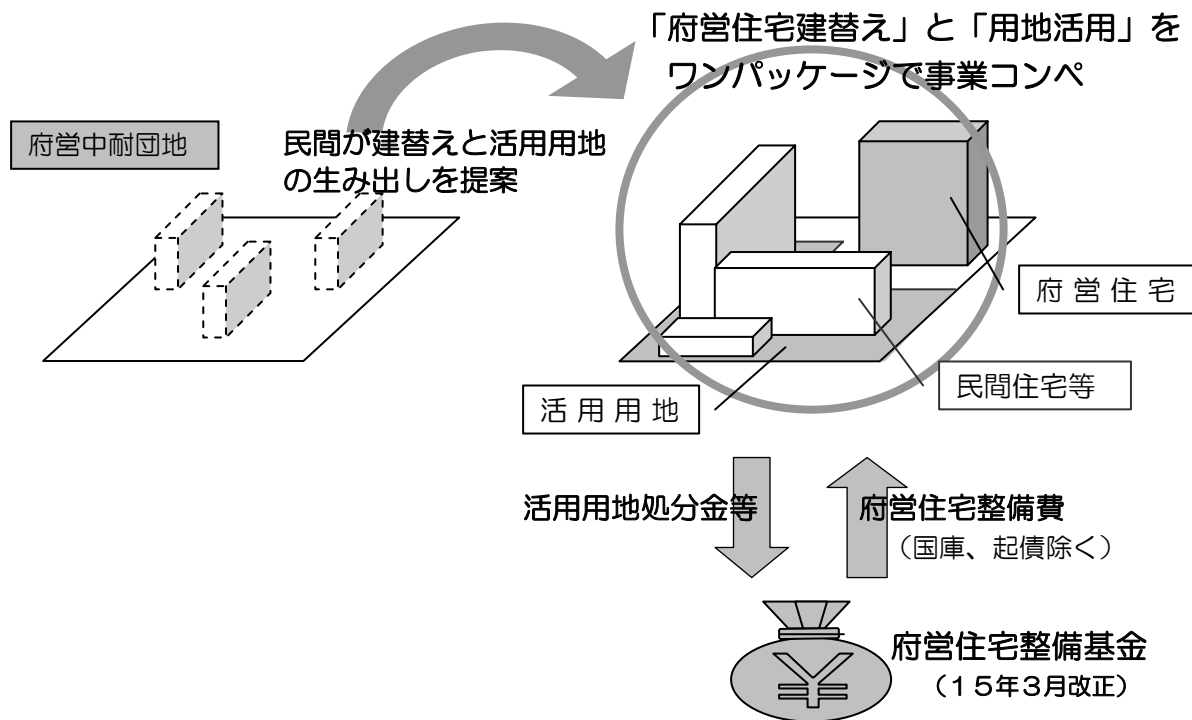 「府営住宅建替え」と「用地活用」を
ワンパッケージで事業コンペ
府営中耐団地
民間が建替えと活用用地
の生み出しを提案
府営住宅
民間住宅等
活用用地
活用用地処分金等
府営住宅整備費
（国庫、起債除く）
¥
府営住宅整備基金
（１５年３月改正）